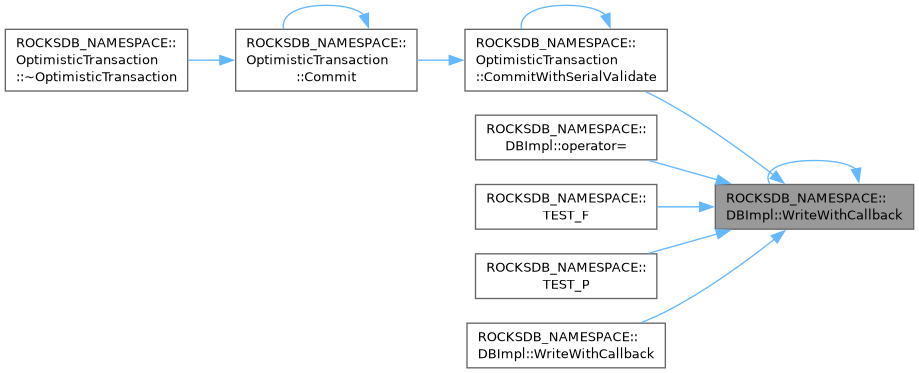 ROCKSDB_NAMESPACE::
OptimisticTransaction
::~OptimisticTransaction
ROCKSDB_NAMESPACE::
OptimisticTransaction
::Commit
ROCKSDB_NAMESPACE::
OptimisticTransaction
::CommitWithSerialValidate
ROCKSDB_NAMESPACE::
DBImpl::operator=
ROCKSDB_NAMESPACE::
TEST_F
ROCKSDB_NAMESPACE::
TEST_P
ROCKSDB_NAMESPACE::
DBImpl::WriteWithCallback
ROCKSDB_NAMESPACE::
DBImpl::WriteWithCallback